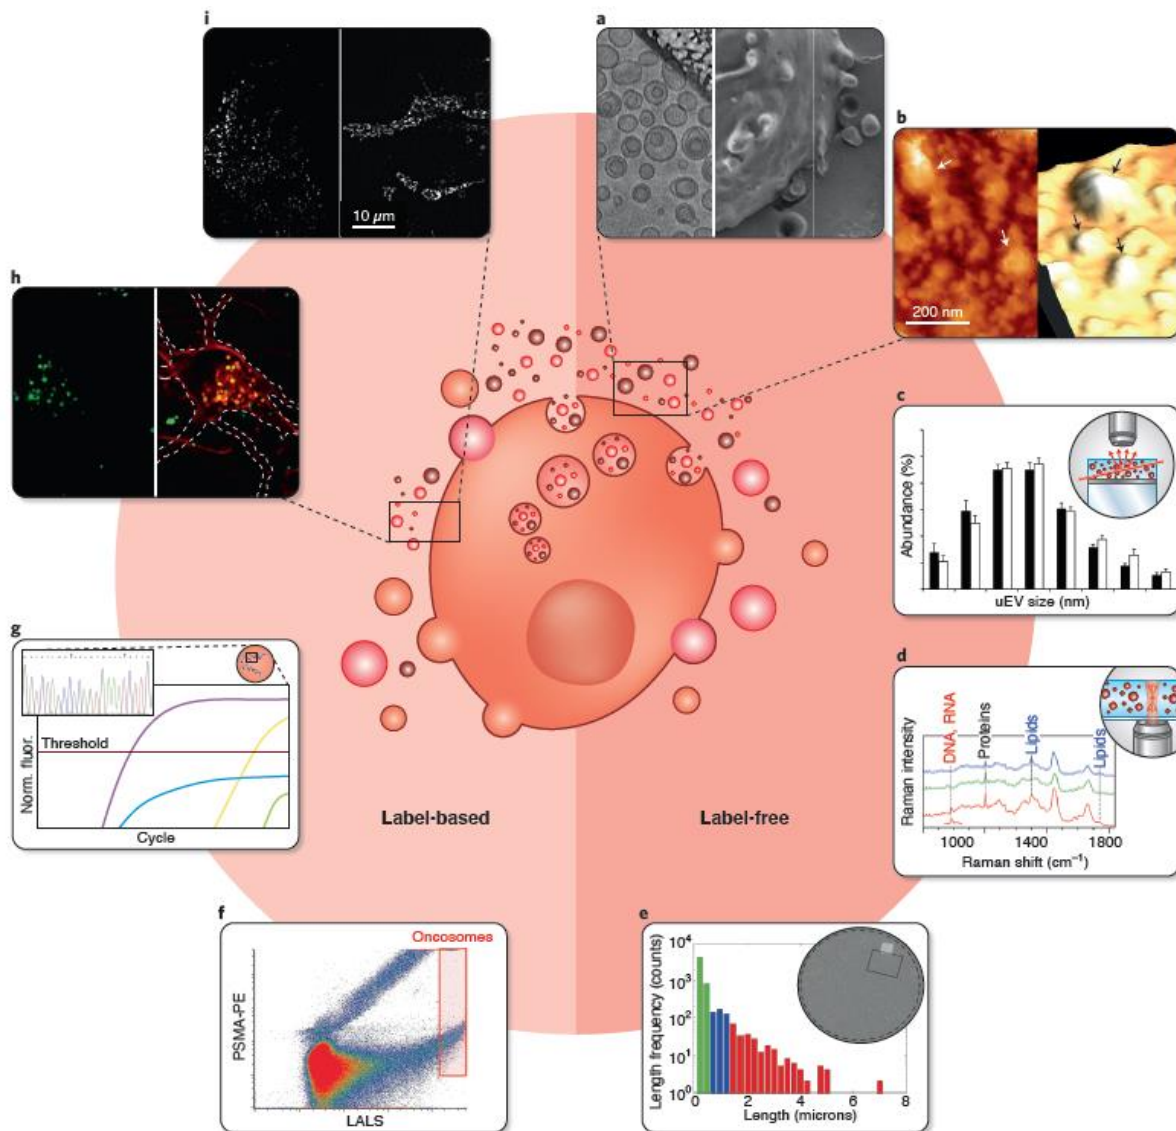 i
10 µm
a
b
200 nm
h
c
Abundance (%)
uEV size (nm)
g
Threshold
Norm. fluor.
Cycle
Label-based
Label-free
d
DNA, RNA
Proteins
Lipids
Lipids
Raman intensity
1000 1400 1800
Raman shift (cm⁻¹)
f
Oncosomes
PSMA-PE
LALS
e
Length frequency (counts)
10⁴
10³
10²
10¹
10⁰
0 2 4 6 8
Length (microns)